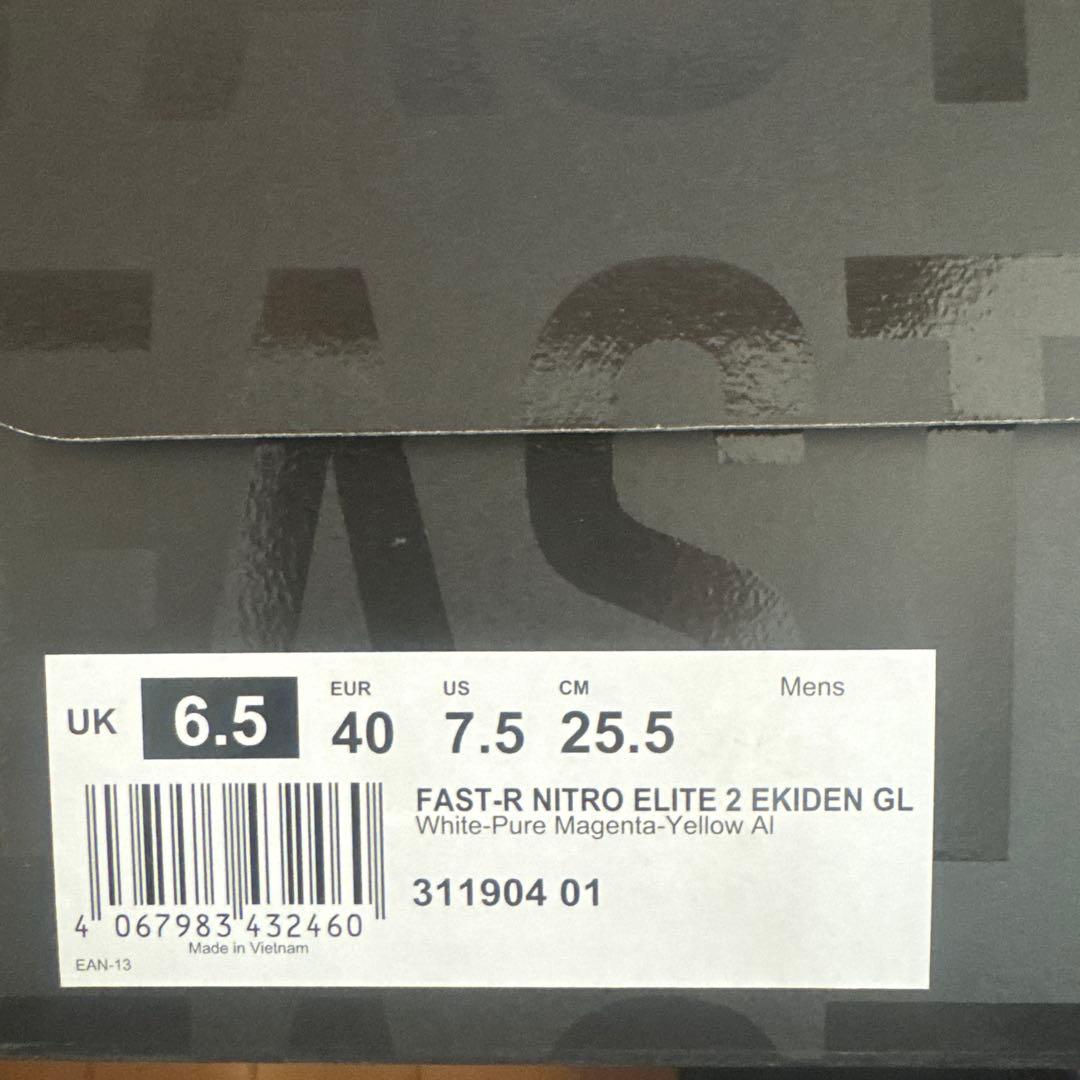 FAST
UK 6.5
EUR US CM Mens
40 7.5 25.5
FAST-R NITRO ELITE 2 EKIDEN GL
White-Pure Magenta-Yellow Al
311904 01
4 067983 432460
Made in Vietnam
EAN-13